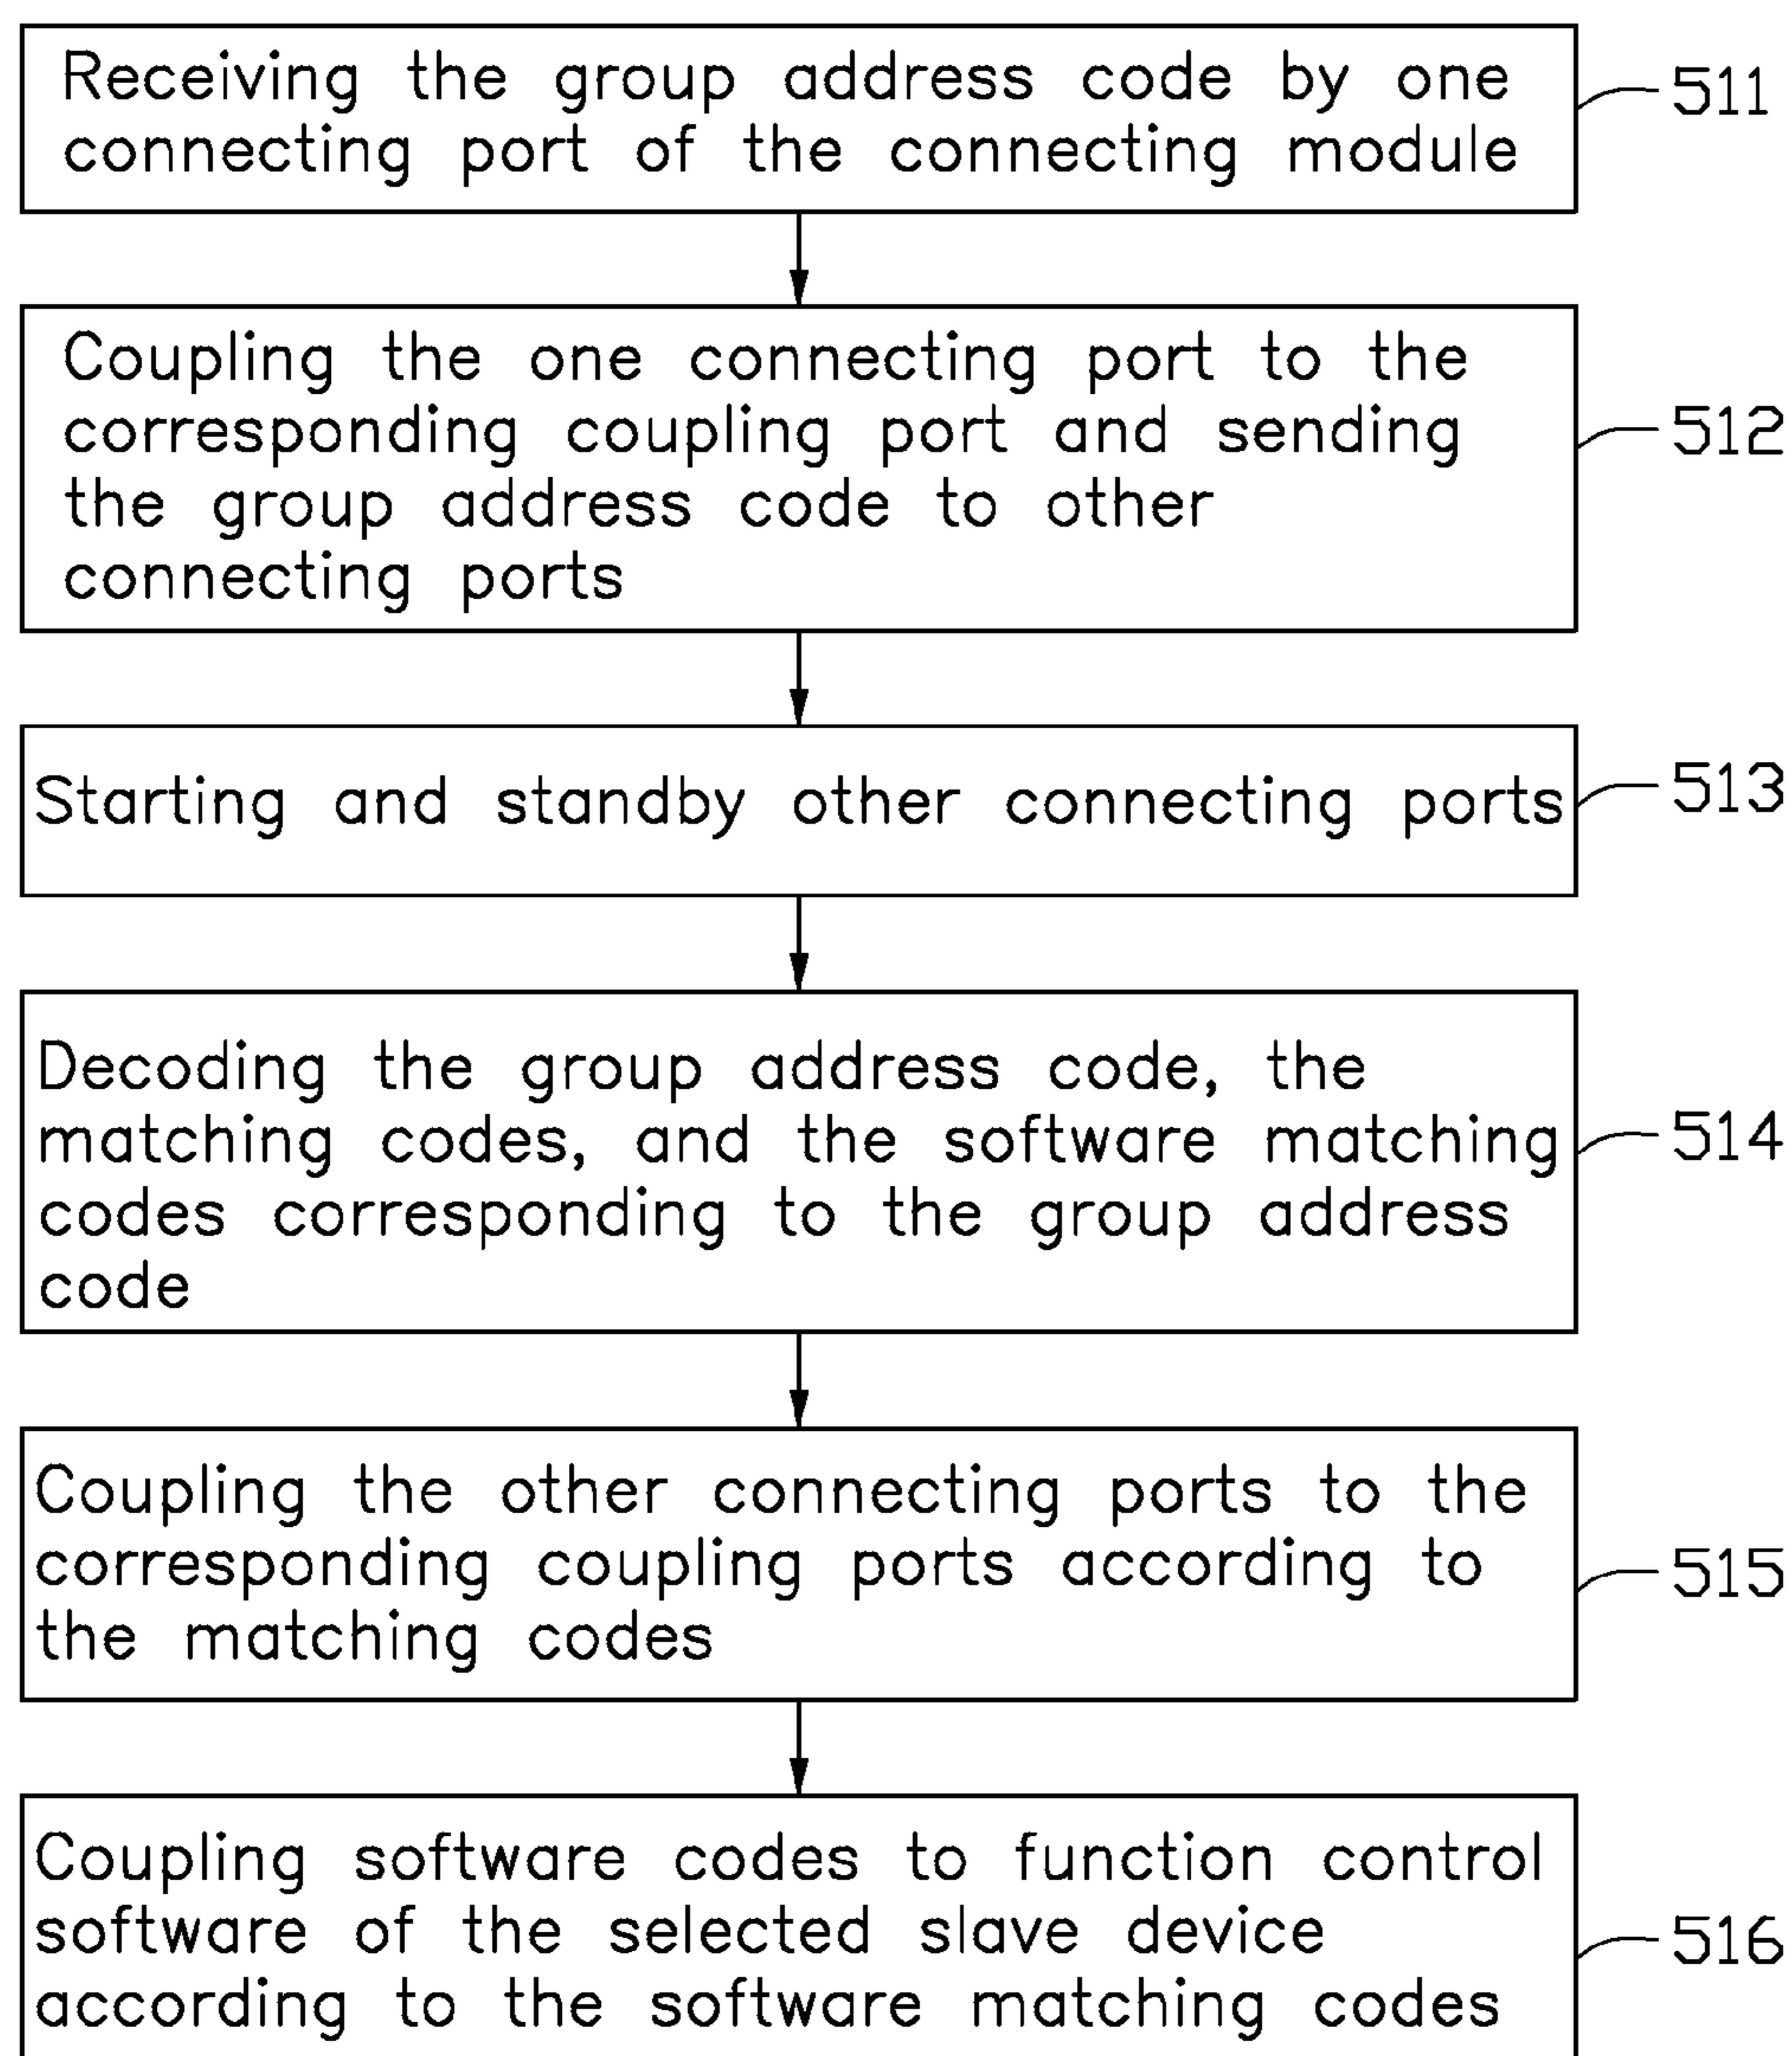 Receiving the group address code by one
connecting port of the connecting module
511
Coupling the one connecting port to the
corresponding coupling port and sending
the group address code to other
connecting ports
512
Starting and standby other connecting ports
513
Decoding the group address code, the
matching codes, and the software matching
codes corresponding to the group address
code
514
Coupling the other connecting ports to the
corresponding coupling ports according to
the matching codes
515
Coupling software codes to function control
software of the selected slave device
according to the software matching codes
516